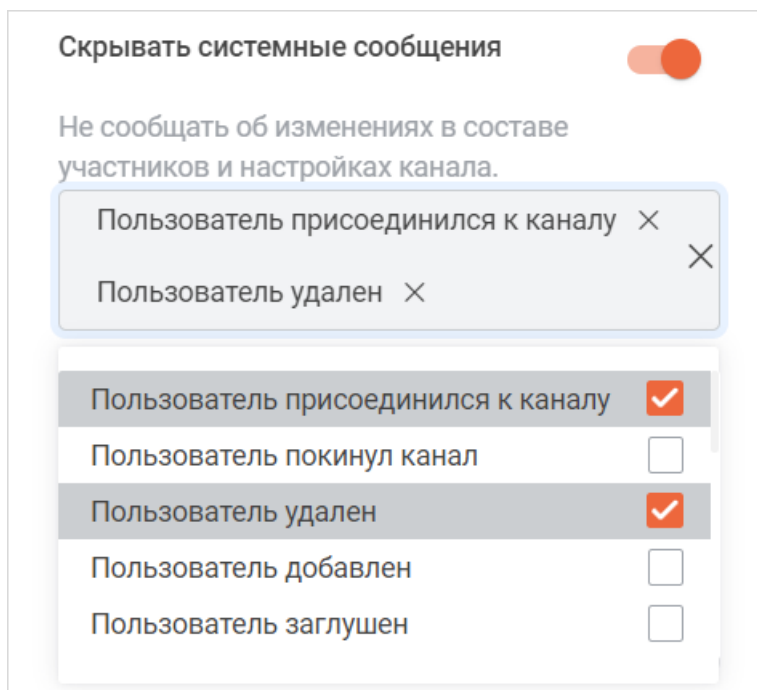 Скрывать системные сообщения
Не сообщать об изменениях в составе
участников и настройках канала.
Пользователь присоединился к каналу
Пользователь удален
Пользователь присоединился к каналу
Пользователь покинул канал
Пользователь удален
Пользователь добавлен
Пользователь заглушен